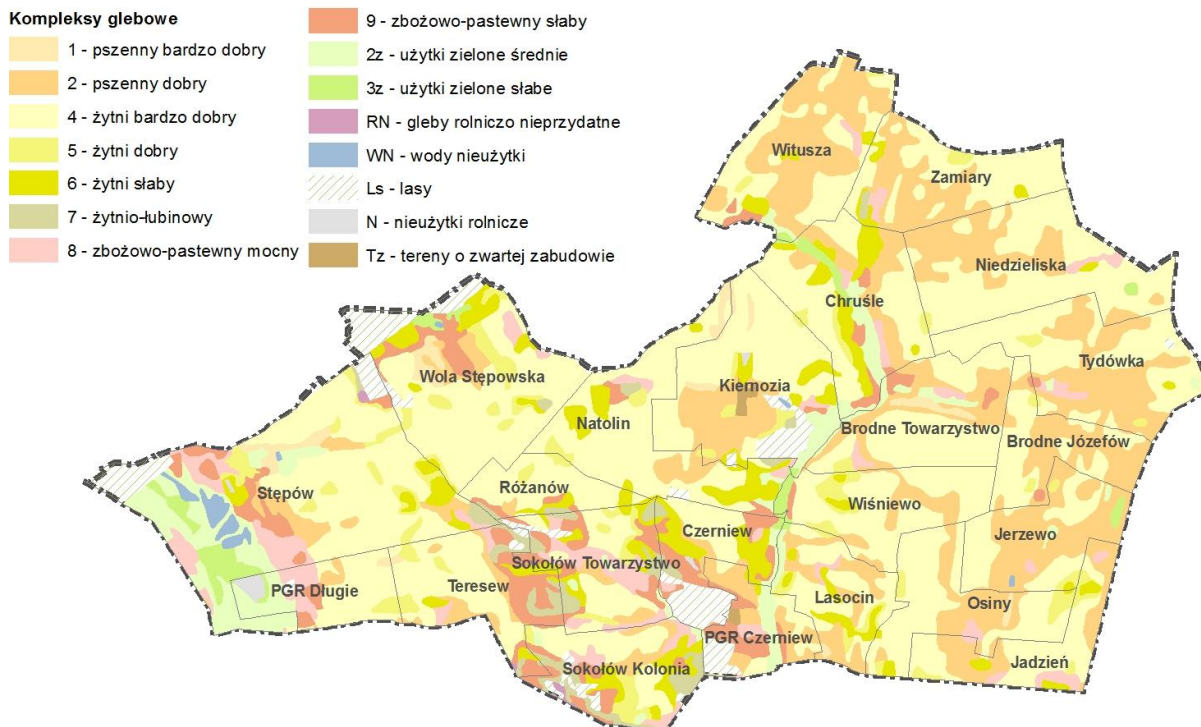 Kompleksy glebowe
1 - pszenny bardzo dobry
2 - pszenny dobry
4 - żytni bardzo dobry
5 - żytni dobry
6 - żytni słaby
7 - żytnio-łubinowy
8 - zbożowo-pastewny mocny
9 - zbożowo-pastewny słaby
2z - użytki zielone średnie
3z - użytki zielone słabe
RN - gleby rolniczo nieprzydatne
WN - wody nieużytki
Ls - lasy
N - nieużytki rolnicze
Tz - tereny o zwartej zabudowie
Witusza
Zamiary
Niedzieliska
Chruśle
Tydówka
Wola Stępowska
Kiernozia
Natolin
Brodne Towarzystwo
Brodne Józefów
Stępów
Różanów
Wiśniewo
Czerniew
Jerzewo
Sokołów Towarzystwo
PGR Długie
Teresew
Lasocin
Osiny
PGR Czerniew
Sokołów Kolonia
Jadzień